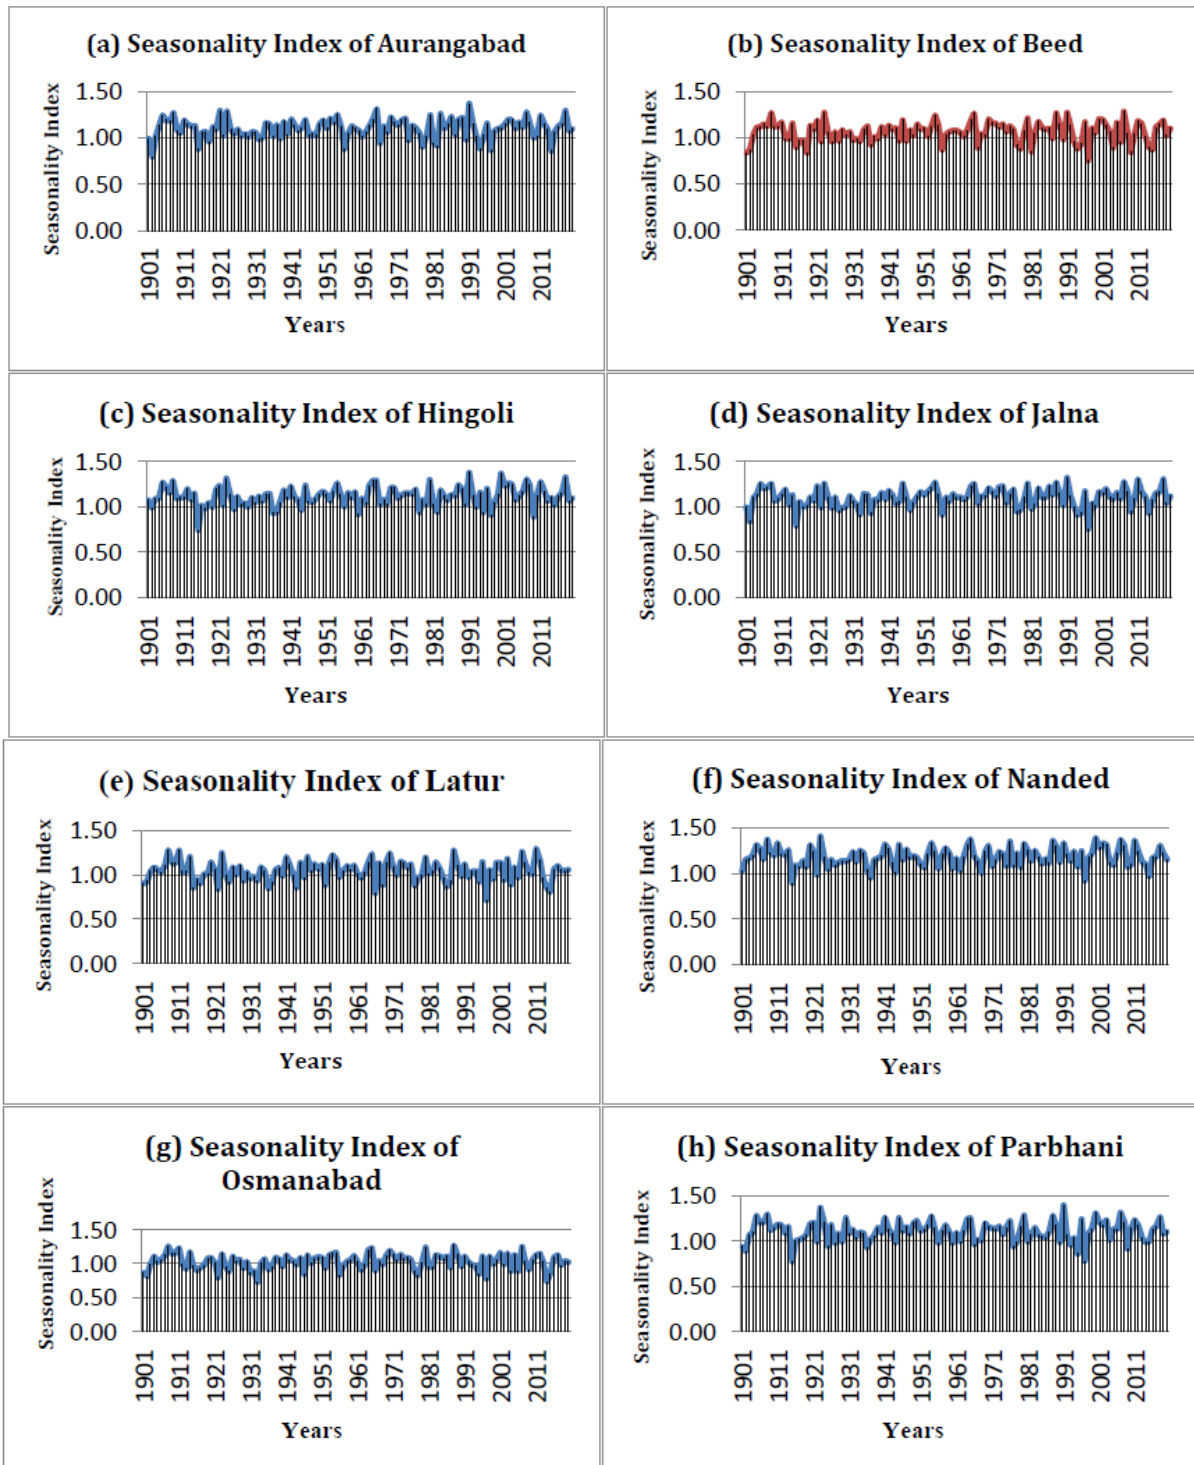 (a) Seasonality Index of Aurangabad
Seasonality Index
1.50
1.00
0.50
0.00
1901 1911 1921 1931 1941 1951 1961 1971 1981 1991 2001 2011
Years
(b) Seasonality Index of Beed
Seasonality Index
1.50
1.00
0.50
0.00
1901 1911 1921 1931 1941 1951 1961 1971 1981 1991 2001 2011
Years
(c) Seasonality Index of Hingoli
Seasonality Index
1.50
1.00
0.50
0.00
1901 1911 1921 1931 1941 1951 1961 1971 1981 1991 2001 2011
Years
(d) Seasonality Index of Jalna
Seasonality Index
1.50
1.00
0.50
0.00
1901 1911 1921 1931 1941 1951 1961 1971 1981 1991 2001 2011
Years
(e) Seasonality Index of Latur
Seasonality Index
1.50
1.00
0.50
0.00
1901 1911 1921 1931 1941 1951 1961 1971 1981 1991 2001 2011
Years
(f) Seasonality Index of Nanded
Seasonality Index
1.50
1.00
0.50
0.00
1901 1911 1921 1931 1941 1951 1961 1971 1981 1991 2001 2011
Years
(g) Seasonality Index of
Osmanabad
Seasonality Index
1.50
1.00
0.50
0.00
1901 1911 1921 1931 1941 1951 1961 1971 1981 1991 2001 2011
Years
(h) Seasonality Index of Parbhani
Seasonality Index
1.50
1.00
0.50
0.00
1901 1911 1921 1931 1941 1951 1961 1971 1981 1991 2001 2011
Years